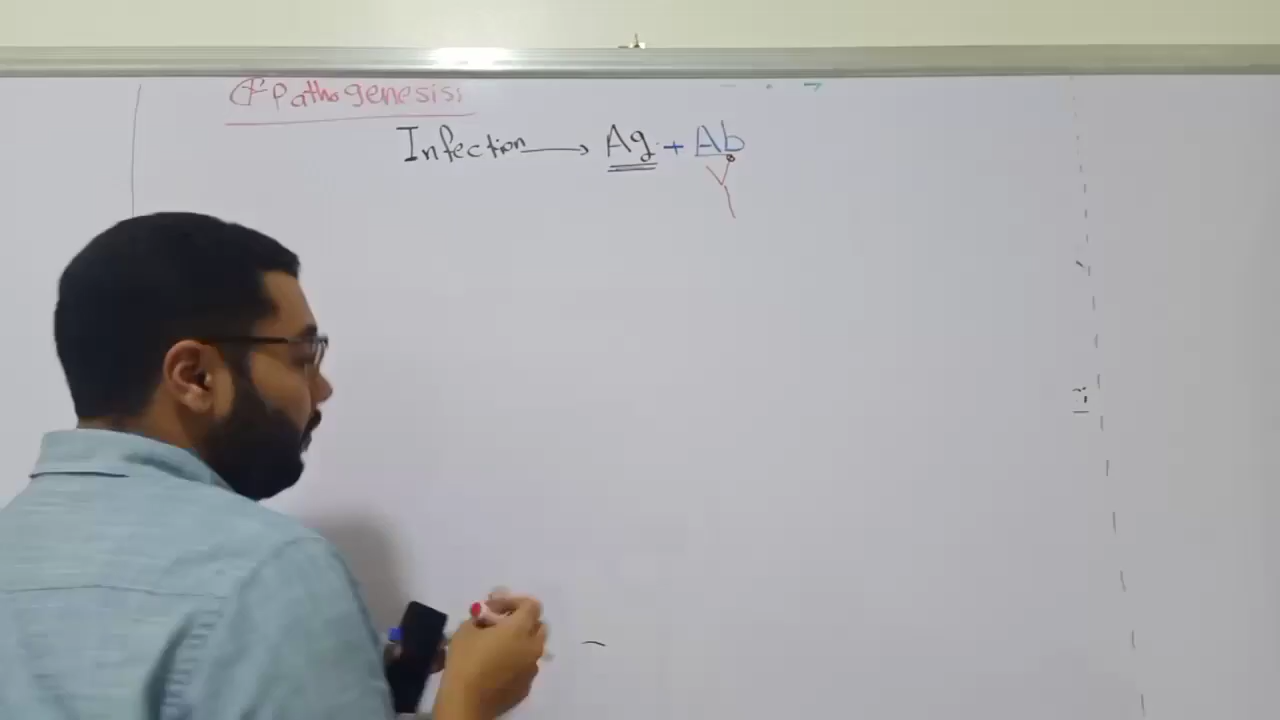 Pathogenesis:
Infection → Ag + Ab